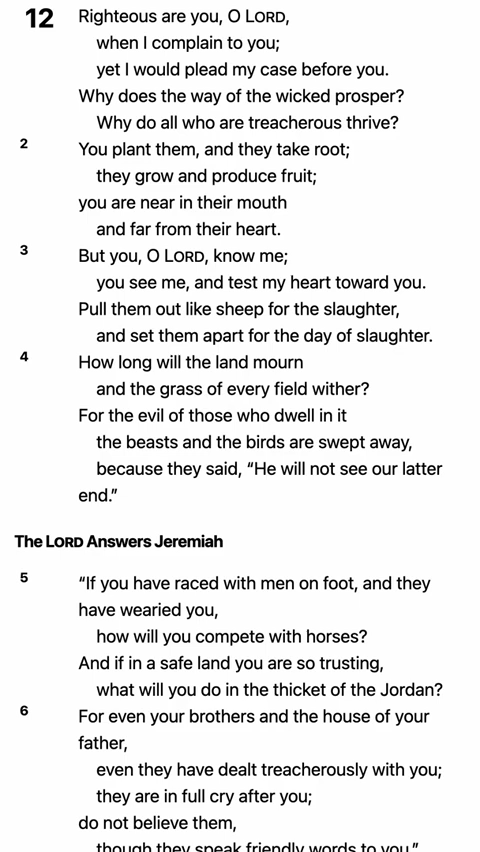 12 Righteous are you, O LORD,
when I complain to you;
yet I would plead my case before you.
Why does the way of the wicked prosper?
Why do all who are treacherous thrive?
2 You plant them, and they take root;
they grow and produce fruit;
you are near in their mouth
and far from their heart.
3 But you, O LORD, know me;
you see me, and test my heart toward you.
Pull them out like sheep for the slaughter,
and set them apart for the day of slaughter.
4 How long will the land mourn
and the grass of every field wither?
For the evil of those who dwell in it
the beasts and the birds are swept away,
because they said, “He will not see our latter
end.”
The LORD Answers Jeremiah
5 “If you have raced with men on foot, and they
have wearied you,
how will you compete with horses?
And if in a safe land you are so trusting,
what will you do in the thicket of the Jordan?
6 For even your brothers and the house of your
father,
even they have dealt treacherously with you;
they are in full cry after you;
do not believe them,
though they speak friendly words to you.”